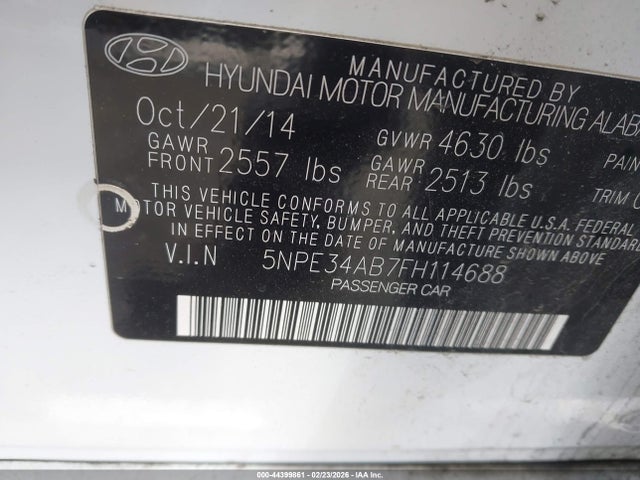 MANUFACTURED BY
HYUNDAI MOTOR MANUFACTURING ALAB
Oct/21/14
GVWR 4630 lbs
PAIN
GAWR
FRONT 2557 lbs
GAWR
REAR 2513 lbs
TRIM C
THIS VEHICLE CONFORMS TO ALL APPLICABLE U.S.A. FEDERAL
MOTOR VEHICLE SAFETY, BUMPER, AND THEFT PREVENTION STANDARD
IN EFFECT ON THE DATE OF MANUFACTURE SHOWN ABOVE.
V.I.N 5NPE34AB7FH114688
PASSENGER CAR
000-44399861 - 02/23/2026 - IAA Inc.